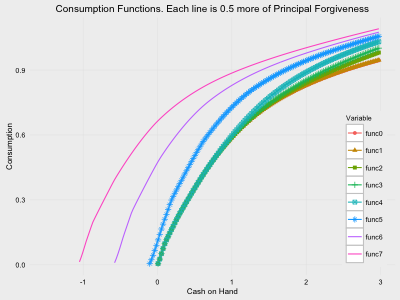 Consumption Functions. Each line is 0.5 more of Principal Forgiveness
Consumption
0.9
0.6
0.3
0.0
-1
0
1
2
3
Cash on Hand
Variable
func0
func1
func2
func3
func4
func5
func6
func7